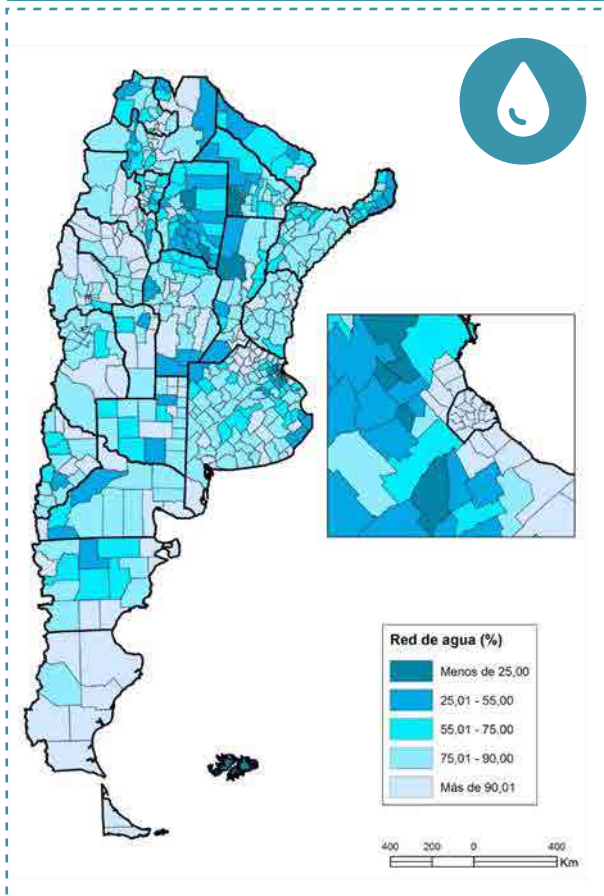 Red de agua (%)
Menos de 25,00
25,01 - 55,00
55,01 - 75.00
75,01 - 90,00
Más de 90,01
400 200 0 400
Km